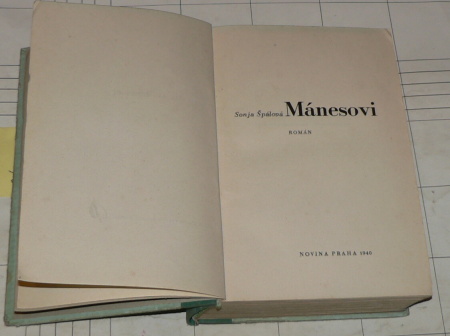 Sonja Špálová Mánesovi
ROMÁN
NOVINA PRAHA 1940